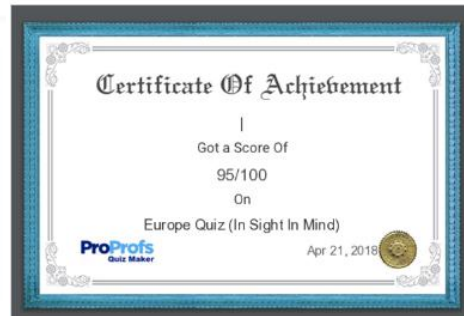 Certificate Of Achievement
|
Got a Score Of
95/100
On
Europe Quiz (In Sight In Mind)
ProProfs
Quiz Maker
Apr 21, 2018